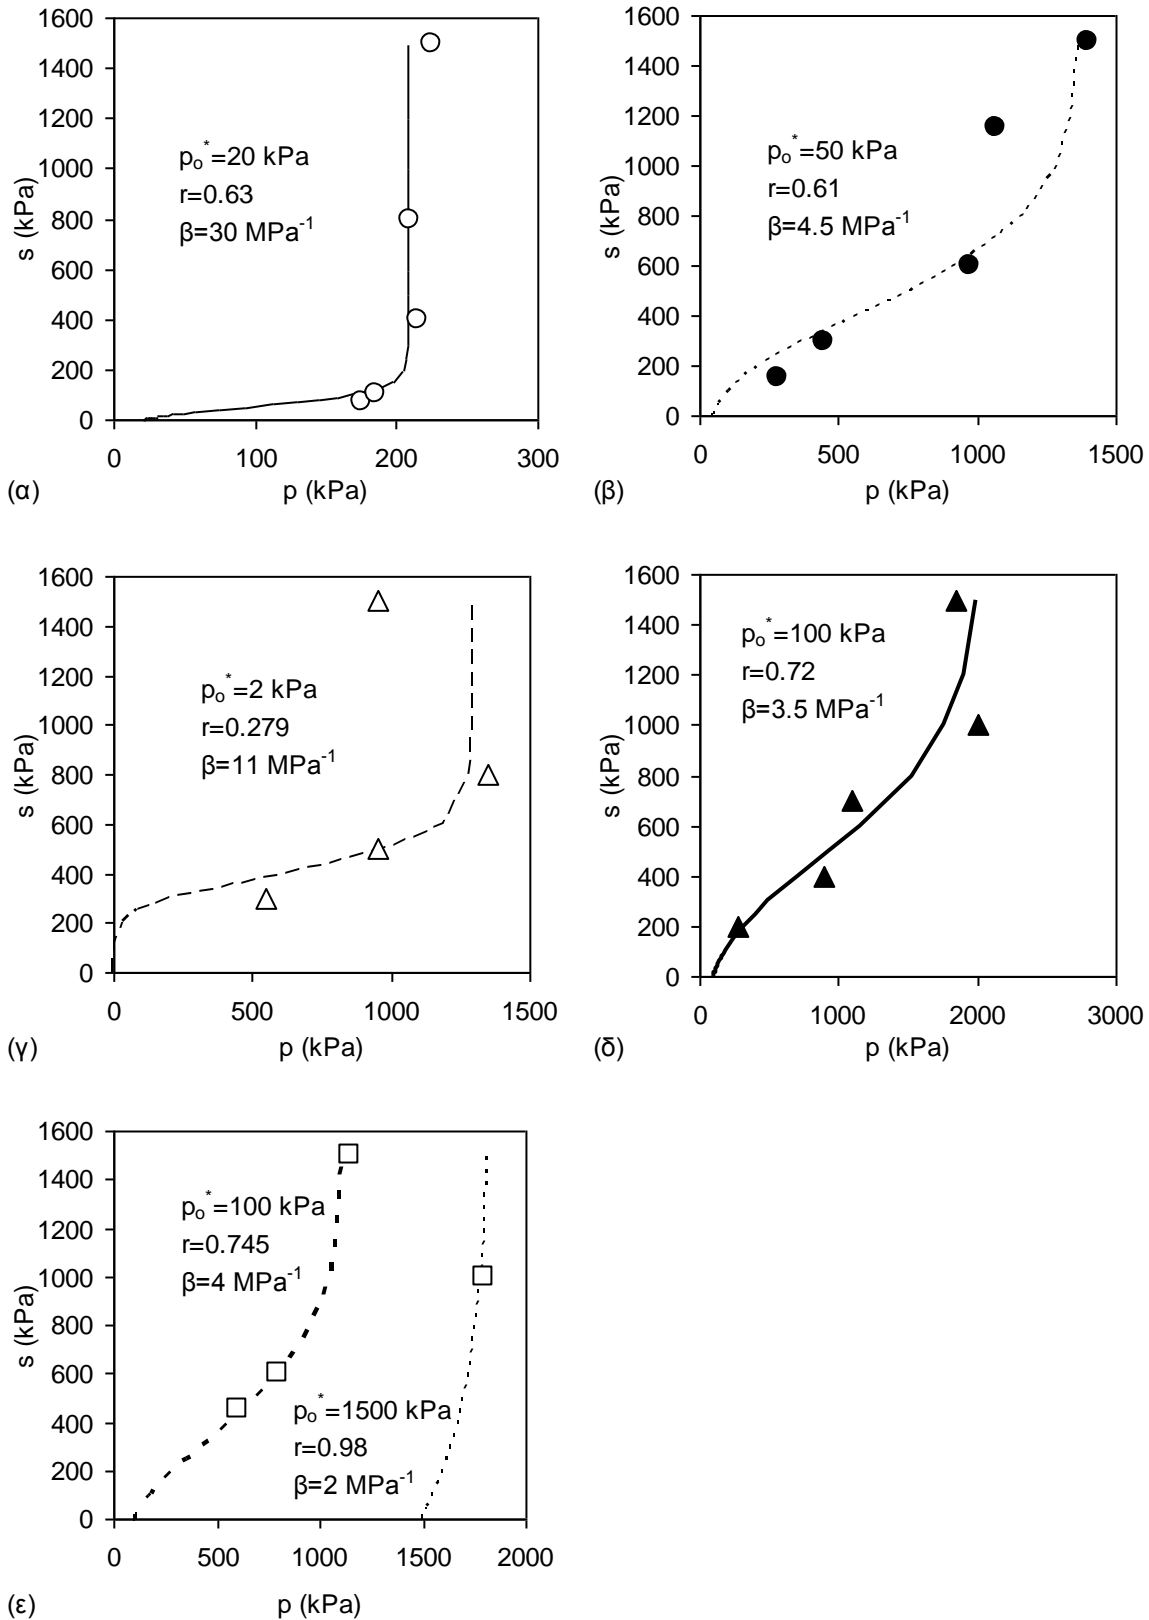 1600
1400
1200
1000
800
600
400
200
0
s (kPa)
po*=20 kPa
r=0.63
β=30 MPa-1
0 100 200 300
p (kPa)
(α)
1600
1400
1200
1000
800
600
400
200
0
s (kPa)
po*=50 kPa
r=0.61
β=4.5 MPa-1
0 500 1000 1500
p (kPa)
(β)
1600
1400
1200
1000
800
600
400
200
0
s (kPa)
po*=2 kPa
r=0.279
β=11 MPa-1
0 500 1000 1500
p (kPa)
(γ)
1600
1400
1200
1000
800
600
400
200
0
s (kPa)
po*=100 kPa
r=0.72
β=3.5 MPa-1
0 1000 2000 3000
p (kPa)
(δ)
1600
1400
1200
1000
800
600
400
200
0
s (kPa)
po*=100 kPa
r=0.745
β=4 MPa-1
po*=1500 kPa
r=0.98
β=2 MPa-1
0 500 1000 1500 2000
p (kPa)
(ε)